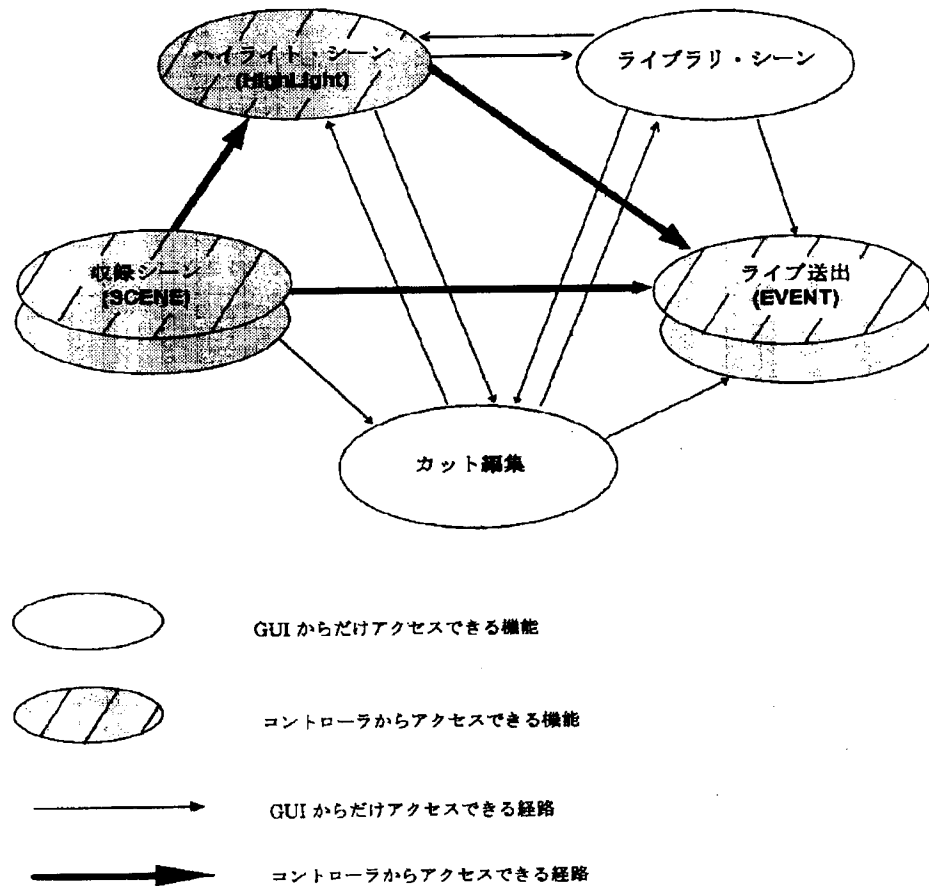 ハイライト・シーン
(HighLight)
ライブラリ・シーン
収録シーン
(SCENE)
ライブ送出
(EVENT)
カット編集
GUI からだけアクセスできる機能
コントローラからアクセスできる機能
GUI からだけアクセスできる経路
コントローラからアクセスできる経路